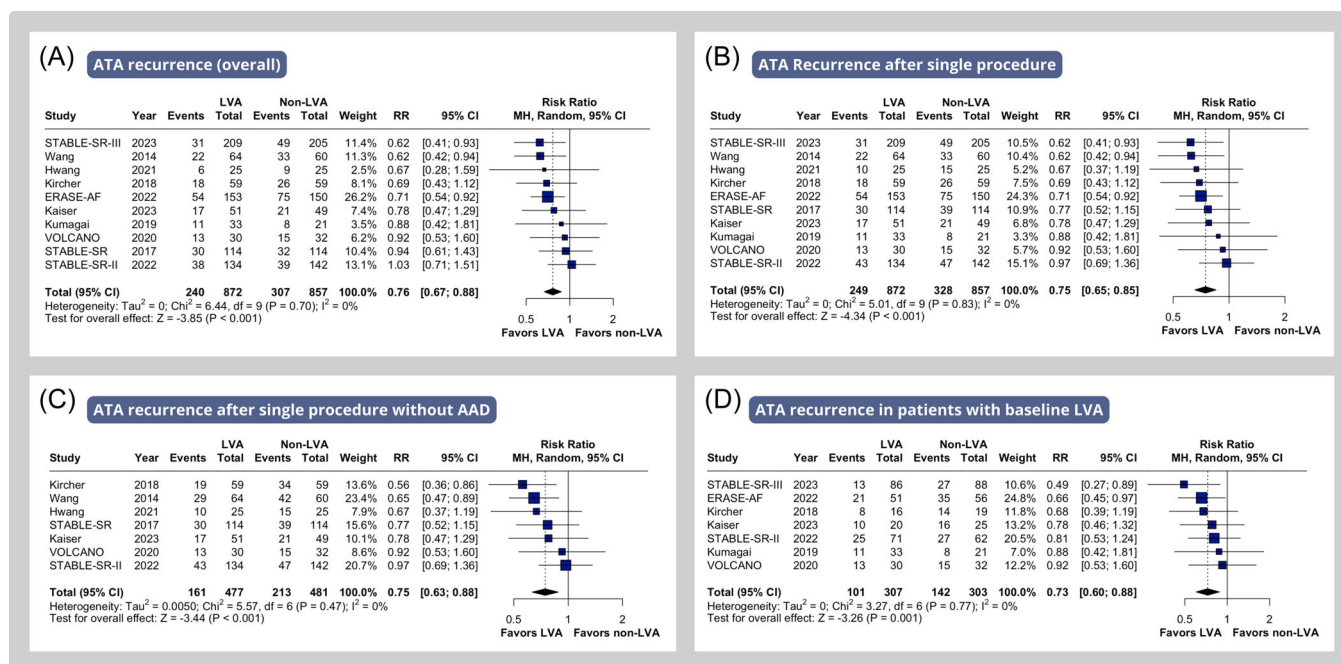 (A) ATA recurrence (overall)
LVA Non-LVA Risk Ratio
Study Year Events Total Events Total Weight RR 95% CI MH, Random, 95% CI
STABLE-SR-III 2023 31 209 49 205 11.4% 0.62 [0.41; 0.93]
Wang 2014 22 64 33 60 11.3% 0.62 [0.42; 0.94]
Hwang 2021 6 25 9 25 2.5% 0.67 [0.28; 1.59]
Kircher 2018 18 59 26 59 8.1% 0.69 [0.43; 1.12]
ERASE-AF 2022 54 153 75 150 26.2% 0.71 [0.54; 0.92]
Kaiser 2023 17 51 21 49 7.4% 0.78 [0.47; 1.29]
Kumagai 2019 11 33 8 21 3.5% 0.88 [0.42; 1.81]
VOLCANO 2020 13 30 15 32 6.2% 0.92 [0.53; 1.60]
STABLE-SR 2017 30 114 32 114 10.4% 0.94 [0.61; 1.43]
STABLE-SR-II 2022 38 134 39 142 13.1% 1.03 [0.71; 1.51]
Total (95% CI) 240 872 307 857 100.0% 0.76 [0.67; 0.88]
Heterogeneity: Tau² = 0; Chi² = 6.44, df = 9 (P = 0.70); I² = 0%
Test for overall effect: Z = -3.85 (P < 0.001)
0.5 1 2
Favors LVA Favors non-LVA
(B) ATA Recurrence after single procedure
LVA Non-LVA Risk Ratio
Study Year Events Total Events Total Weight RR 95% CI MH, Random, 95% CI
STABLE-SR-III 2023 31 209 49 205 10.5% 0.62 [0.41; 0.93]
Wang 2014 22 64 33 60 10.4% 0.62 [0.42; 0.94]
Hwang 2021 10 25 15 25 5.2% 0.67 [0.37; 1.19]
Kircher 2018 18 59 26 59 7.5% 0.69 [0.43; 1.12]
ERASE-AF 2022 54 153 75 150 24.1% 0.71 [0.54; 0.92]
STABLE-SR 2017 30 114 39 114 10.9% 0.77 [0.52; 1.15]
Kaiser 2023 17 51 21 49 6.8% 0.78 [0.47; 1.29]
Kumagai 2019 11 33 8 21 3.3% 0.88 [0.42; 1.81]
VOLCANO 2020 13 30 15 32 5.7% 0.92 [0.53; 1.60]
STABLE-SR-II 2022 43 134 47 142 15.1% 0.97 [0.69; 1.36]
Total (95% CI) 249 872 328 857 100.0% 0.75 [0.65; 0.85]
Heterogeneity: Tau² = 0; Chi² = 5.01, df = 9 (P = 0.83); I² = 0%
Test for overall effect: Z = -4.34 (P < 0.001)
0.5 1 2
Favors LVA Favors non-LVA
(C) ATA recurrence after single procedure without AAD
LVA Non-LVA Risk Ratio
Study Year Events Total Events Total Weight RR 95% CI MH, Random, 95% CI
Kircher 2018 19 59 34 59 13.6% 0.56 [0.36; 0.86]
Wang 2014 29 64 42 60 23.4% 0.65 [0.47; 0.89]
Hwang 2021 10 25 15 25 7.9% 0.67 [0.37; 1.19]
STABLE-SR 2017 30 114 39 114 15.6% 0.77 [0.52; 1.15]
Kaiser 2023 17 51 21 49 10.1% 0.78 [0.47; 1.29]
VOLCANO 2020 13 30 15 32 8.6% 0.92 [0.53; 1.60]
STABLE-SR-II 2022 43 134 47 142 20.7% 0.97 [0.69; 1.36]
Total (95% CI) 161 477 213 481 100.0% 0.75 [0.63; 0.88]
Heterogeneity: Tau² = 0.0050; Chi² = 5.57, df = 6 (P = 0.47); I² = 0%
Test for overall effect: Z = -3.44 (P < 0.001)
0.5 1 2
Favors LVA Favors non-LVA
(D) ATA recurrence in patients with baseline LVA
LVA Non-LVA Risk Ratio
Study Year Events Total Events Total Weight RR 95% CI MH, Random, 95% CI
STABLE-SR-III 2023 13 86 27 88 10.6% 0.49 [0.27; 0.89]
ERASE-AF 2022 21 51 35 56 24.8% 0.66 [0.45; 0.97]
Kircher 2018 8 16 14 19 11.9% 0.68 [0.39; 1.19]
Kaiser 2023 10 20 16 25 13.2% 0.78 [0.46; 1.32]
STABLE-SR-II 2022 25 71 27 62 20.5% 0.81 [0.53; 1.24]
Kumagai 2019 11 33 8 21 7.0% 0.88 [0.42; 1.81]
VOLCANO 2020 13 30 15 32 12.1% 0.92 [0.53; 1.60]
Total (95% CI) 101 307 142 303 100.0% 0.73 [0.60; 0.88]
Heterogeneity: Tau² = 0; Chi² = 3.27, df = 6 (P = 0.77); I² = 0%
Test for overall effect: Z = -3.26 (P = 0.001)
0.5 1 2
Favors LVA Favors non-LVA